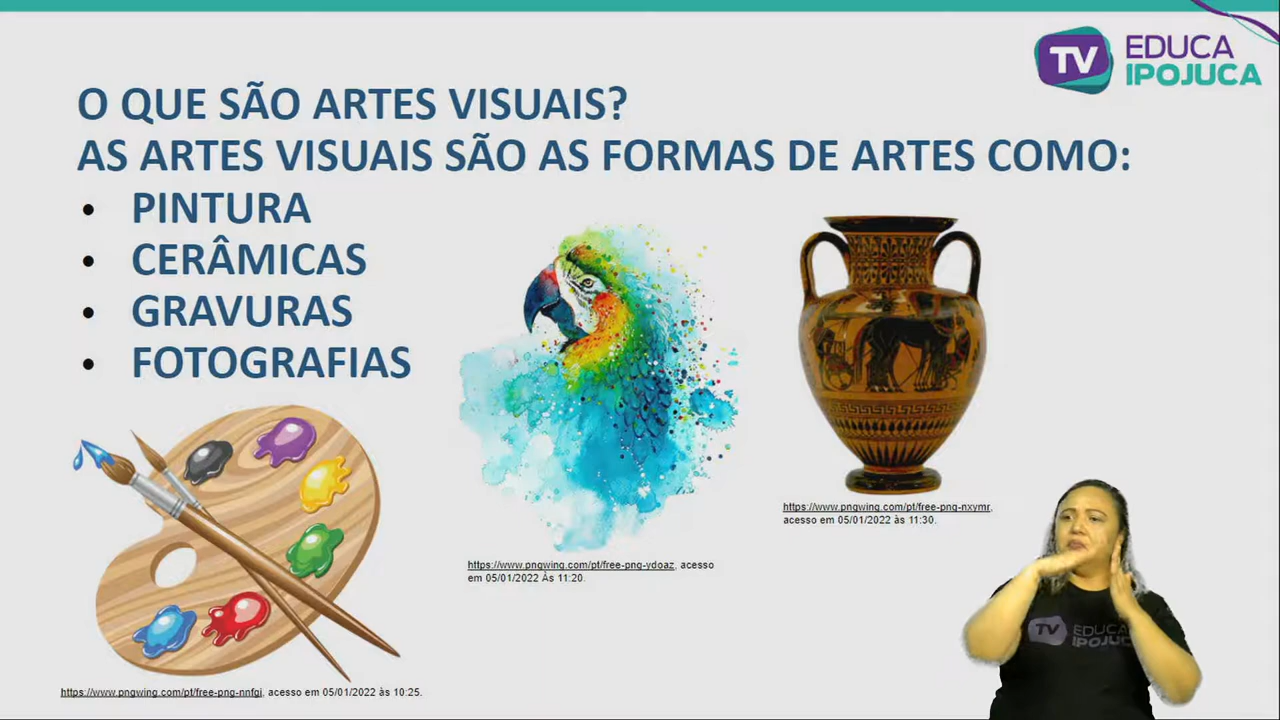 TV EDUCA
IPOJUCA
O QUE SÃO ARTES VISUAIS?
AS ARTES VISUAIS SÃO AS FORMAS DE ARTES COMO:
• PINTURA
• CERÂMICAS
• GRAVURAS
• FOTOGRAFIAS
https://www.pngwing.com/pt/free-png-nxymr,
acesso em 05/01/2022 às 11:30.
https://www.pngwing.com/pt/free-png-ydoaz, acesso
em 05/01/2022 Às 11:20.
https://www.pngwing.com/pt/free-png-nnfgj, acesso em 05/01/2022 às 10:25.
TV EDUCA
IPOJUC